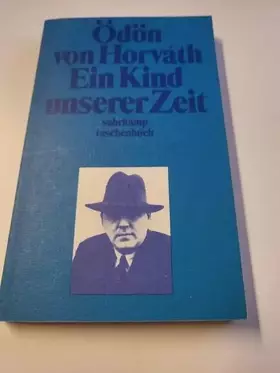 Ödön
von Horváth
Ein Kind
unserer Zeit
suhrkamp
taschenbuch